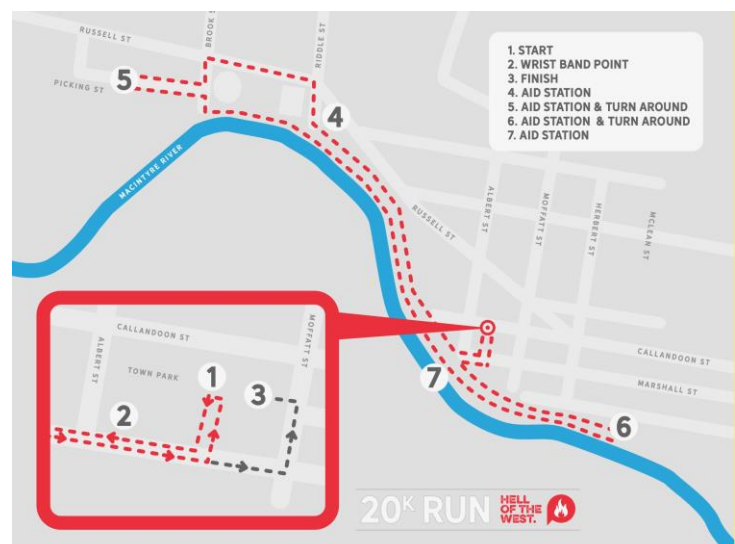 RUSSELL ST
BROOK S
RIDDLE ST
1. START
2. WRIST BAND POINT
3. FINISH
4. AID STATION
5. AID STATION & TURN AROUND
6. AID STATION & TURN AROUND
7. AID STATION
5
PICKING ST
4
MACINTYRE RIVER
RUSSELL ST
ALBERT ST
MOFFATT ST
HERBERT ST
MCLEAN ST
CALLANDOON ST
MARSHALL ST
7
6
CALLANDOON ST
MOFFATT ST
ALBERT ST
TOWN PARK
1
3
2
20K RUN
HELL
OF THE
WEST.